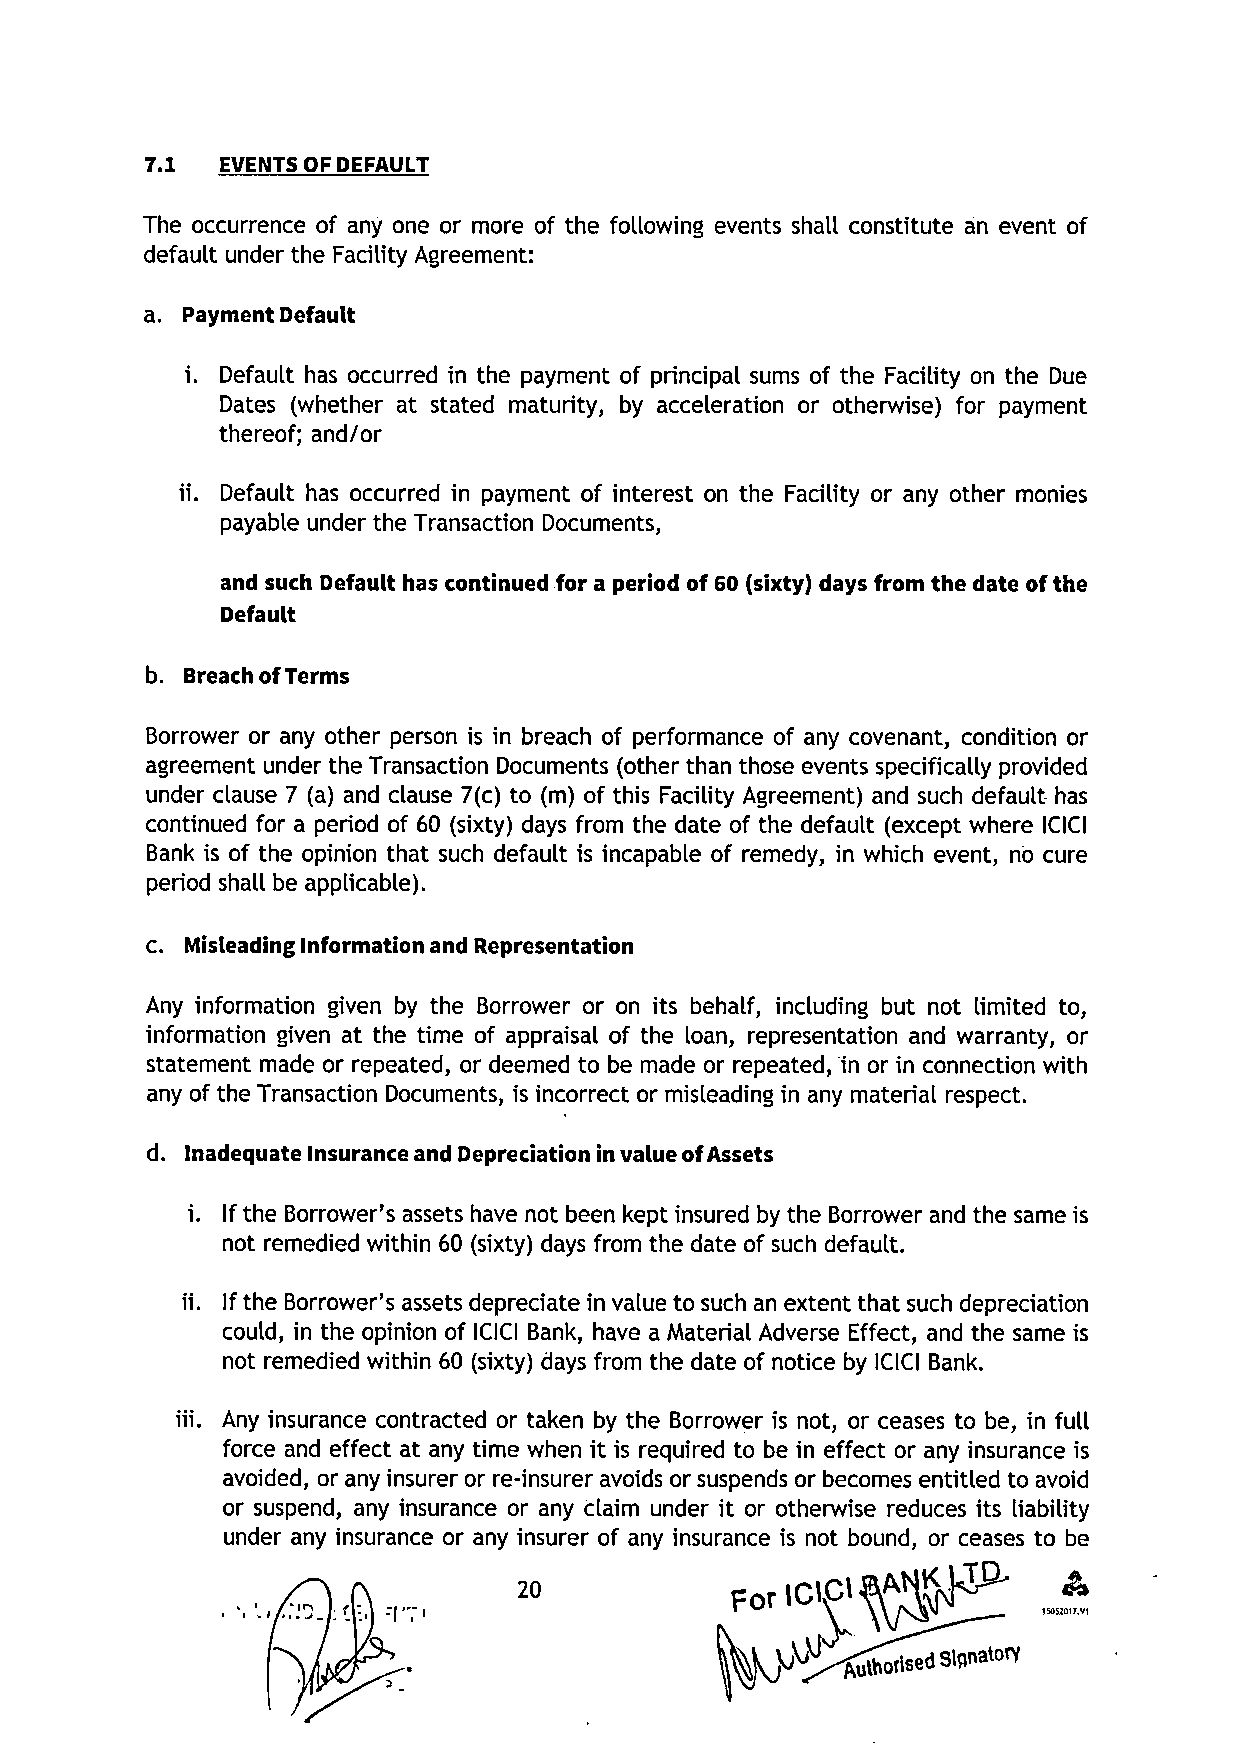 7.1 EVENTS OF DEFAULT
The occurrence of any one or more of the following events shall constitute an event of
default under the Facility Agreement:
a. Payment Default
i. Default has occurred in the payment of principal sums of the Facility on the Due
Dates (whether at stated maturity, by acceleration or otherwise) for payment
thereof; and/or
ii. Default has occurred in payment of interest on the Facility or any other monies
payable under the Transaction Documents,
and such Default has continued for a period of 60 (sixty) days from the date of the
Default
b. Breach of Terms
Borrower or any other person is in breach of performance of any covenant, condition or
agreement under the Transaction Documents (other than those events specifically provided
under clause 7 (a) and clause 7(c) to (m) of this Facility Agreement) and such default has
continued for a period of 60 (sixty) days from the date of the default (except where ICICI
Bank is of the opinion that such default is incapable of remedy, in which event, no cure
period shall be applicable).
c. Misleading Information and Representation
Any information given by the Borrower or on its behalf, including but not limited to,
information given at the time of appraisal of the loan, representation and warranty, or
statement made or repeated, or deemed to be made or repeated, in or in connection with
any of the Transaction Documents, is incorrect or misleading in any material respect.
d. Inadequate Insurance and Depreciation in value of Assets
i. If the Borrower's assets have not been kept insured by the Borrower and the same is
not remedied within 60 (sixty) days from the date of such default.
ii. If the Borrower's assets depreciate in value to such an extent that such depreciation
could, in the opinion of ICICI Bank, have a Material Adverse Effect, and the same is
not remedied within 60 (sixty) days from the date of notice by ICICI Bank.
iii. Any insurance contracted or taken by the Borrower is not, or ceases to be, in full
force and effect at any time when it is required to be in effect or any insurance is
avoided, or any insurer or re-insurer avoids or suspends or becomes entitled to avoid
or suspend, any insurance or any claim under it or otherwise reduces its liability
under any insurance or any insurer of any insurance is not bound, or ceases to be
20
For ICICI BANK LTD.
15052017.V1
Authorised Signatory